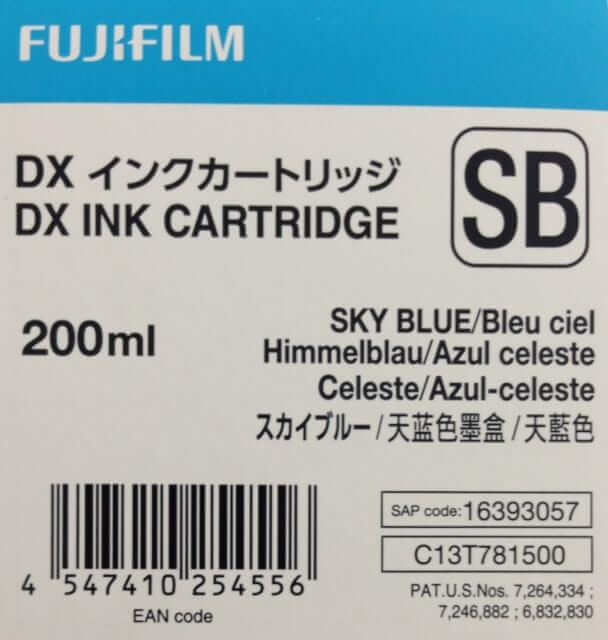 FUJIFILM
DX インクカートリッジ
DX INK CARTRIDGE
SB
200ml
SKY BLUE/Bleu ciel
Himmelblau/Azul celeste
Celeste/Azul-celeste
スカイブルー/天蓝色墨盒/天藍色
SAP code: 16393057
C13T781500
4 547410 254556
EAN code
PAT.U.S.Nos. 7,264,334 ;
7,246,882 ; 6,832,830